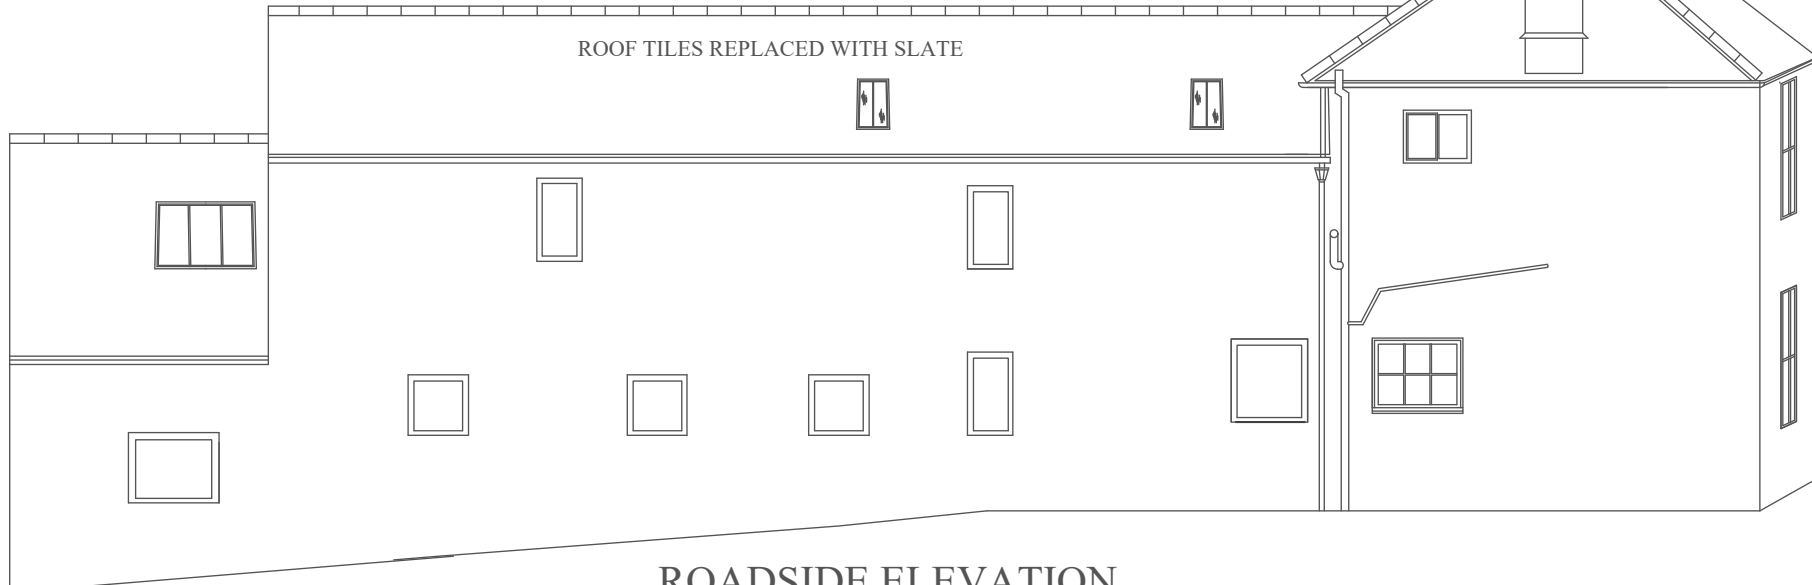 ROOF TILES REPLACED WITH SLATE
ROADSIDE ELEVATION